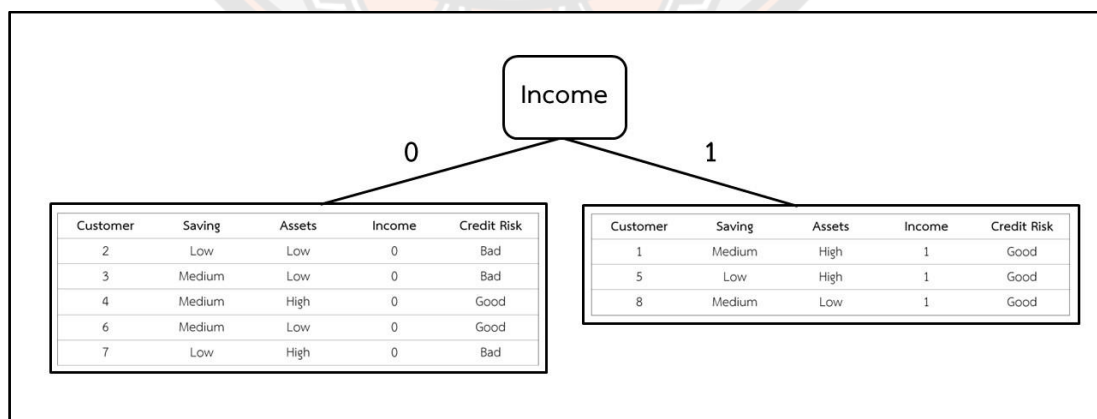 Income
0
1
Customer Saving Assets Income Credit Risk
2 Low Low 0 Bad
3 Medium Low 0 Bad
4 Medium High 0 Good
6 Medium Low 0 Good
7 Low High 0 Bad
Customer Saving Assets Income Credit Risk
1 Medium High 1 Good
5 Low High 1 Good
8 Medium Low 1 Good